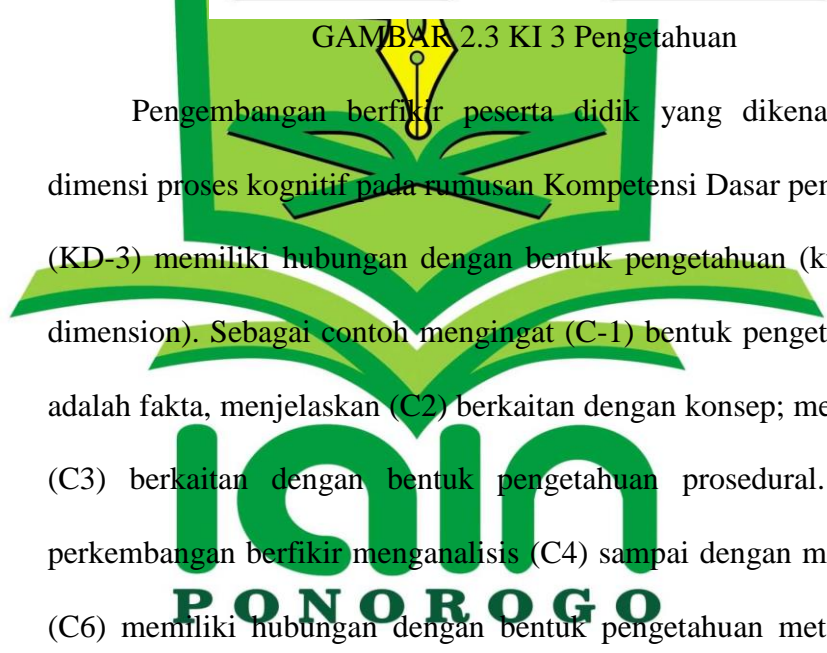 GAMBAR 2.3 KI 3 Pengetahuan
Pengembangan berfikir peserta didik yang dikena
dimensi proses kognitif pada rumusan Kompetensi Dasar pe
(KD-3) memiliki hubungan dengan bentuk pengetahuan (k
dimension). Sebagai contoh mengingat (C-1) bentuk penget
adalah fakta, menjelaskan (C2) berkaitan dengan konsep; me
(C3) berkaitan dengan bentuk pengetahuan prosedural.
perkembangan berfikir menganalisis (C4) sampai dengan m
(C6) memiliki hubungan dengan bentuk pengetahuan met
iain
PONOROGO